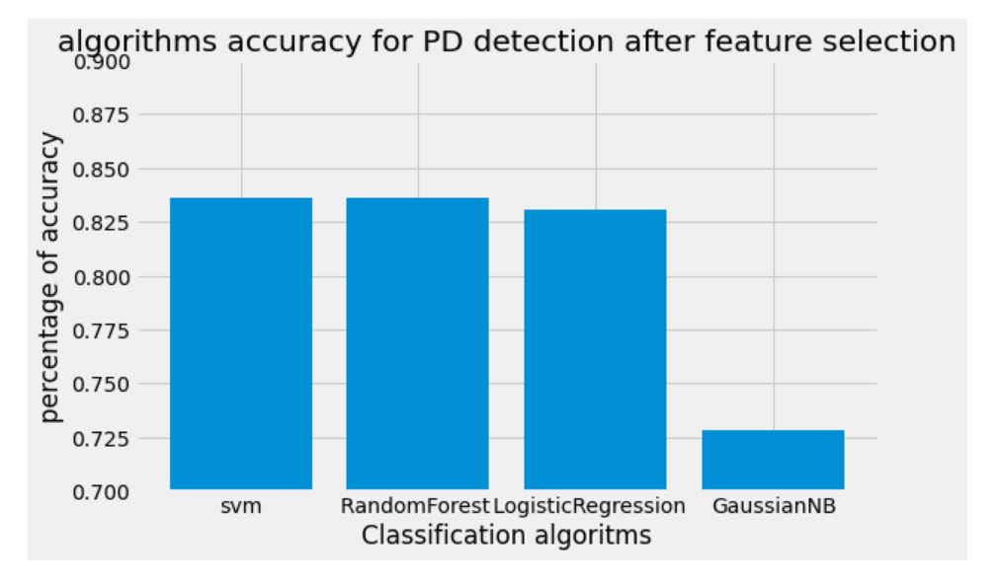 algorithms accuracy for PD detection after feature selection
0.900
0.875
0.850
0.825
0.800
0.775
0.750
0.725
0.700
percentage of accuracy
svm RandomForest LogisticRegression GaussianNB
Classification algoritms